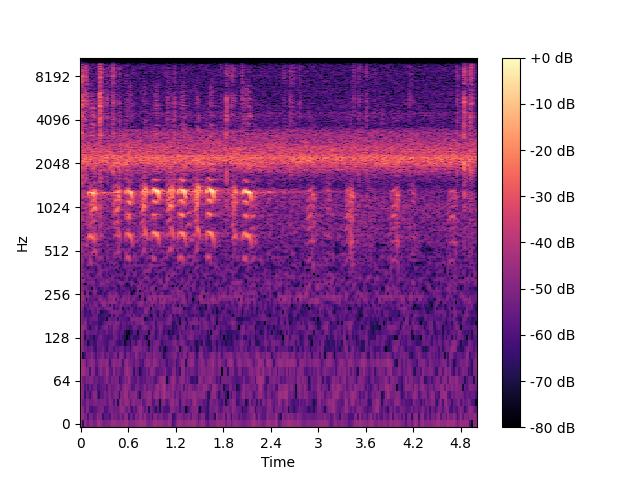 8192
4096
2048
1024
512
256
128
64
0
Hz
0 0.6 1.2 1.8 2.4 3 3.6 4.2 4.8
Time
+0 dB
-10 dB
-20 dB
-30 dB
-40 dB
-50 dB
-60 dB
-70 dB
-80 dB